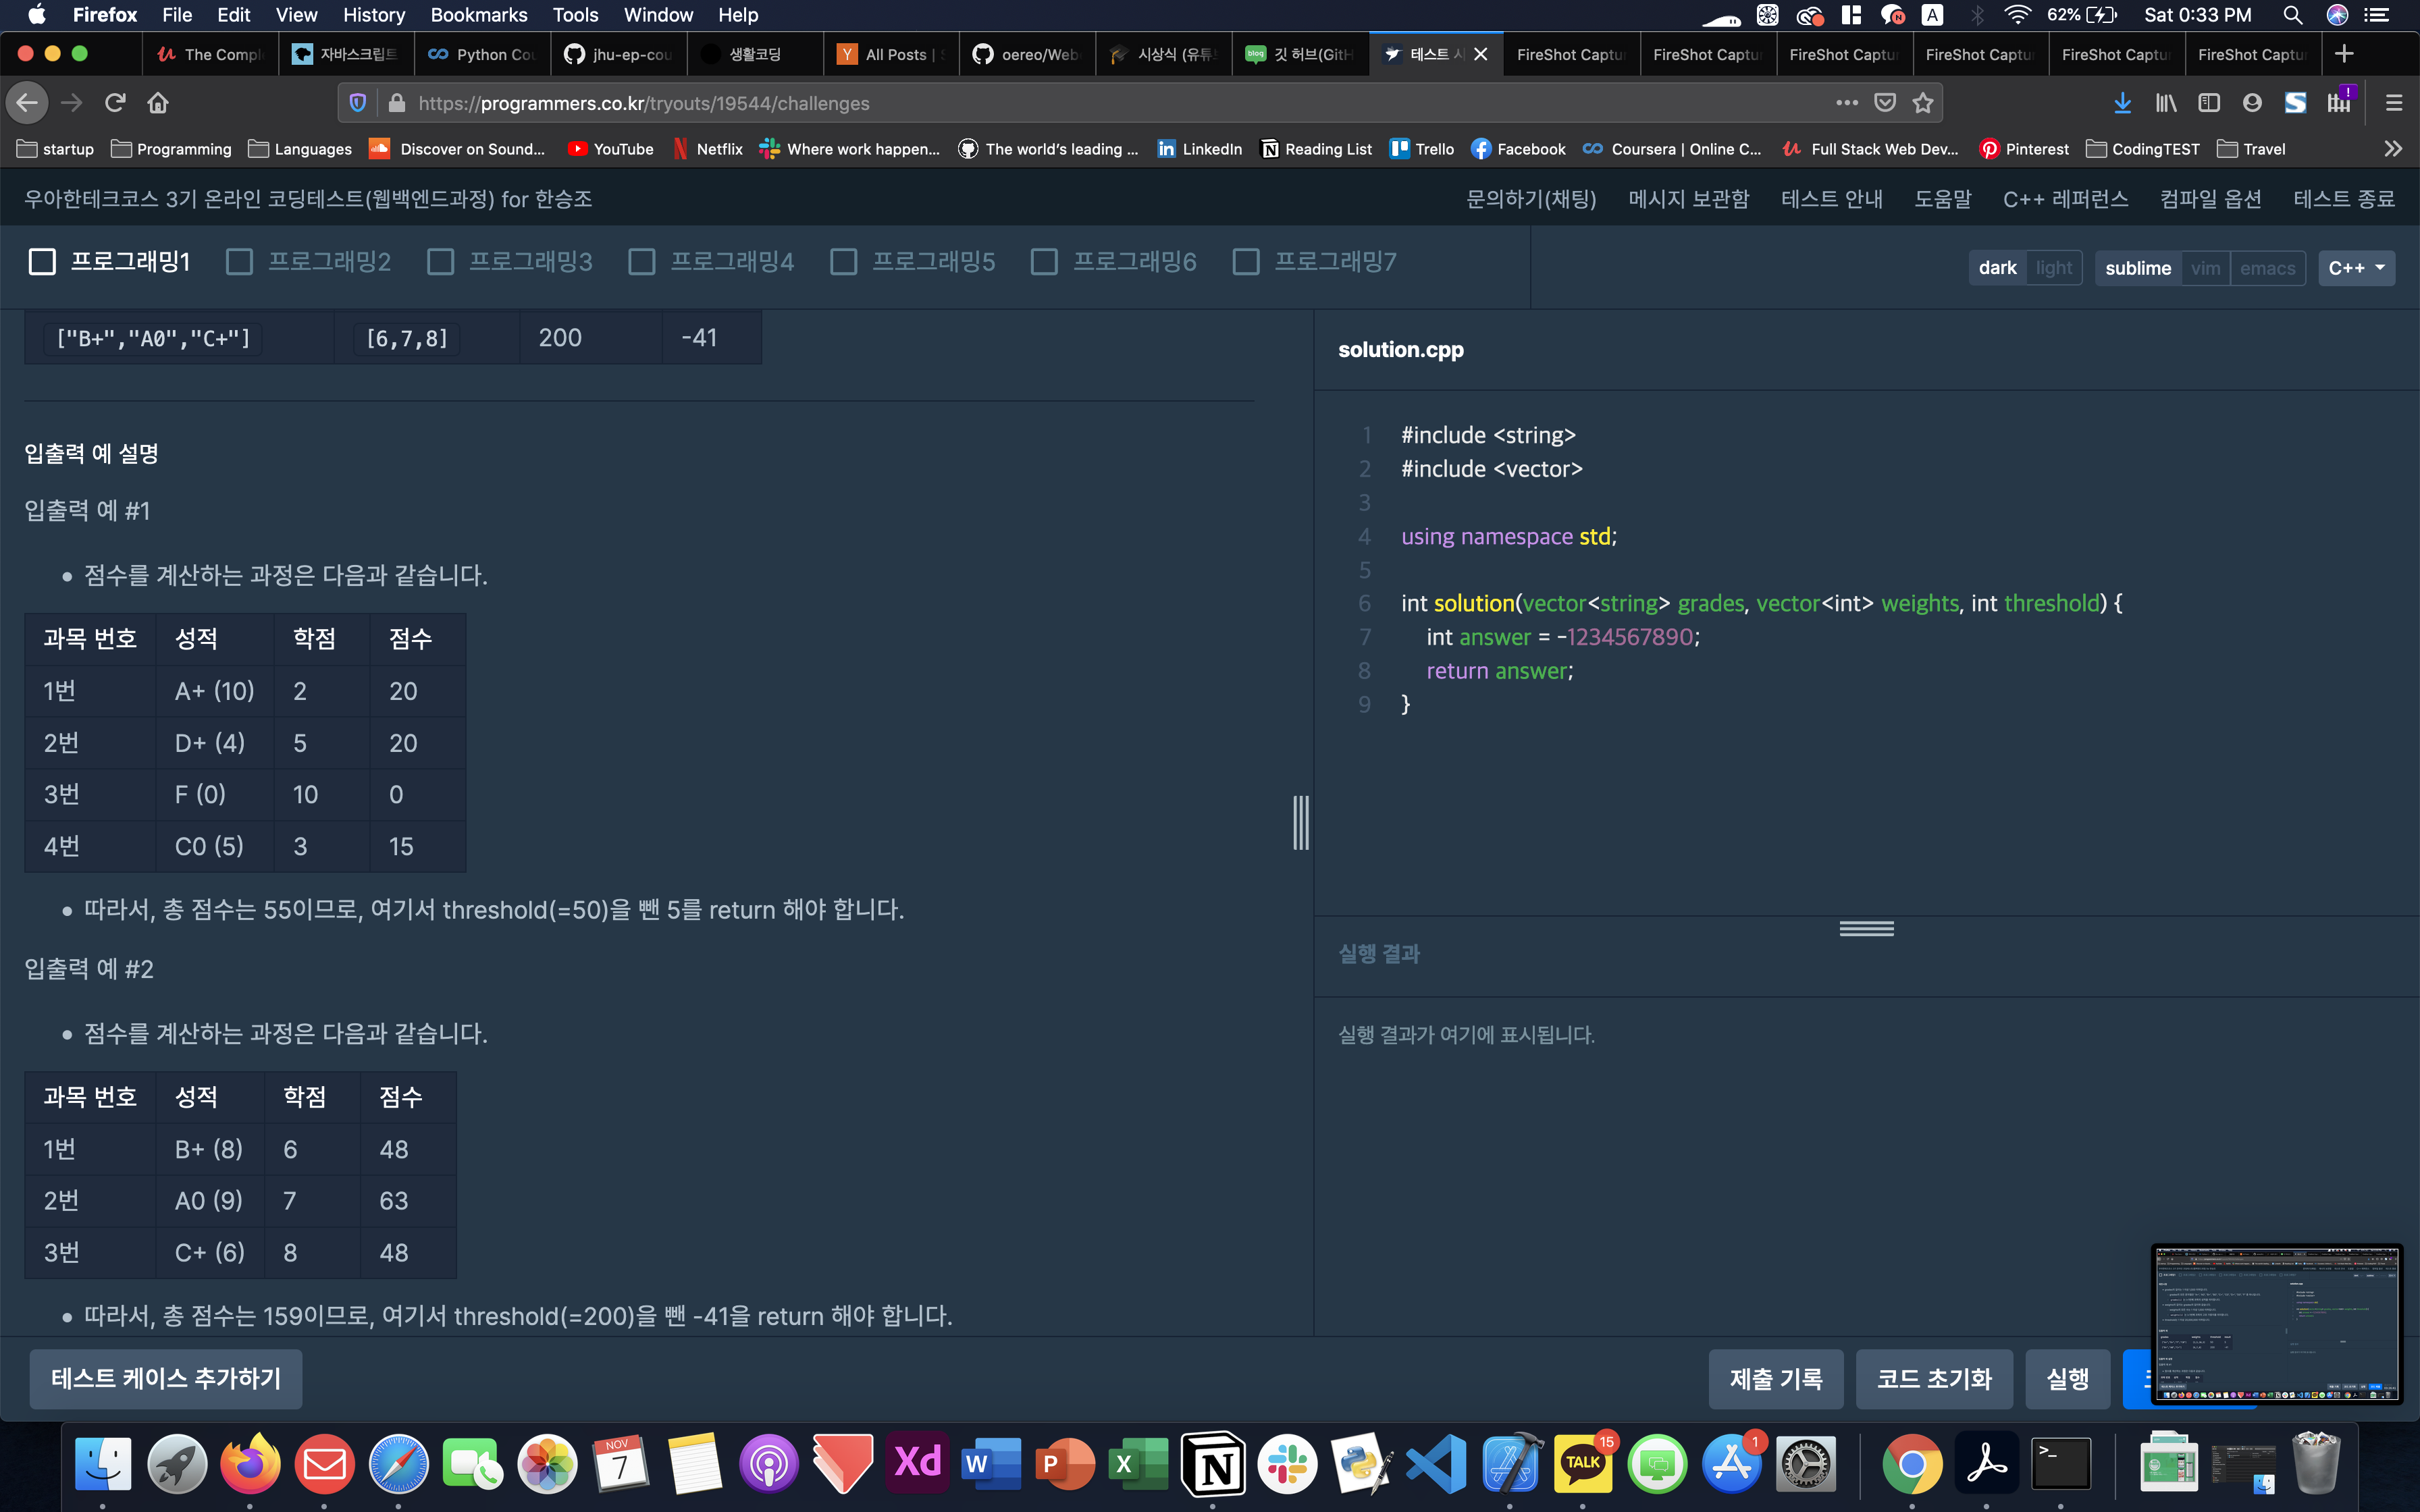 Firefox File Edit View History Bookmarks Tools Window Help 62% Sat 0:33 PM
The Compl 자바스크립트 Python Cou jhu-ep-cou 생활코딩 All Posts | oereo/Web 시상식 (유튜 깃 허브(GitH 테스트 시 FireShot Captur FireShot Captur FireShot Captur FireShot Captur FireShot Captur FireShot Captur
https://programmers.co.kr/tryouts/19544/challenges
startup Programming Languages Discover on Sound... YouTube Netflix Where work happen... The world's leading ... LinkedIn Reading List Trello Facebook Coursera | Online C... Full Stack Web Dev... Pinterest CodingTEST Travel
우아한테크코스 3기 온라인 코딩테스트(웹백엔드과정) for 한승조 문의하기(채팅) 메시지 보관함 테스트 안내 도움말 C++ 레퍼런스 컴파일 옵션 테스트 종료
프로그래밍1 프로그래밍2 프로그래밍3 프로그래밍4 프로그래밍5 프로그래밍6 프로그래밍7 dark light sublime vim emacs C++
["B+","A0","C+"] [6,7,8] 200 -41
입출력 예 설명
입출력 예 #1
점수를 계산하는 과정은 다음과 같습니다.
과목 번호 성적 학점 점수
1번 A+ (10) 2 20
2번 D+ (4) 5 20
3번 F (0) 10 0
4번 C0 (5) 3 15
따라서, 총 점수는 55이므로, 여기서 threshold(=50)을 뺀 5를 return 해야 합니다.
입출력 예 #2
점수를 계산하는 과정은 다음과 같습니다.
과목 번호 성적 학점 점수
1번 B+ (8) 6 48
2번 A0 (9) 7 63
3번 C+ (6) 8 48
따라서, 총 점수는 159이므로, 여기서 threshold(=200)을 뺀 -41을 return 해야 합니다.
solution.cpp
1 #include <string>
2 #include <vector>
3
4 using namespace std;
5
6 int solution(vector<string> grades, vector<int> weights, int threshold) {
7 int answer = -1234567890;
8 return answer;
9 }
실행 결과
실행 결과가 여기에 표시됩니다.
테스트 케이스 추가하기 제출 기록 코드 초기화 실행
NOV 7 Xd W P X N TALK 15 1